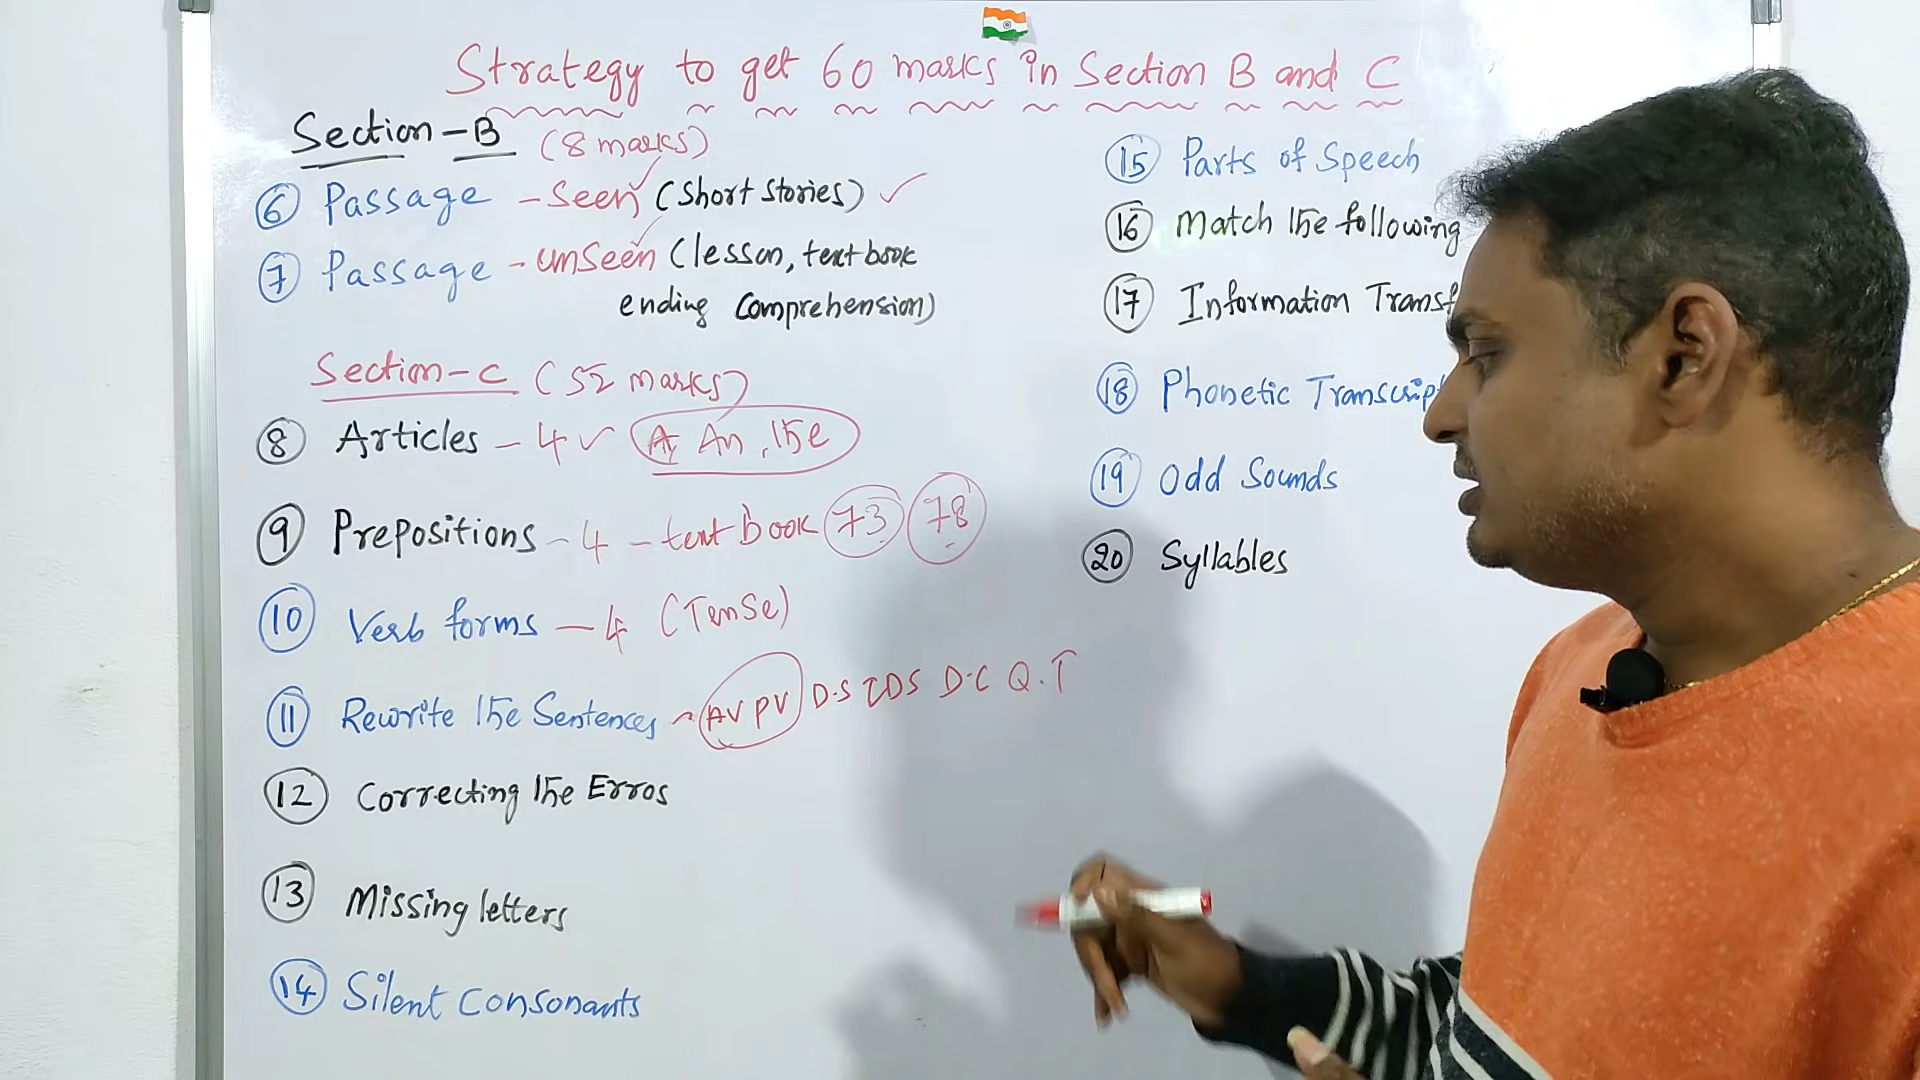 Strategy to get 60 marks in Section B and C
Section-B (8 marks)
6 Passage - Seen (Short Stories) ✓
7 Passage - unseen (lesson, text book
ending Comprehension)
Section-C (52 marks)
8 Articles - 4 ✓ A, An, the
9 Prepositions - 4 - text book 73 78
10 Verb forms - 4 (Tense)
11 Rewrite the Sentences - AV PV D.S IDS D.C Q.T
12 Correcting the Erros
13 Missing letters
14 Silent Consonants
15 Parts of Speech
16 Match the following
17 Information Transf
18 Phonetic Transcript
19 Odd Sounds
20 Syllables